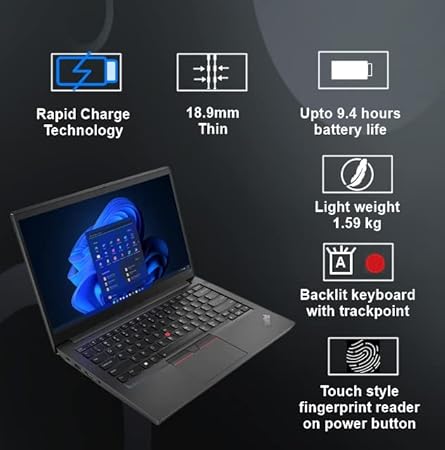 Rapid Charge
Technology
18.9mm
Thin
Upto 9.4 hours
battery life
Light weight
1.59 kg
A
Backlit keyboard
with trackpoint
Touch style
fingerprint reader
on power button